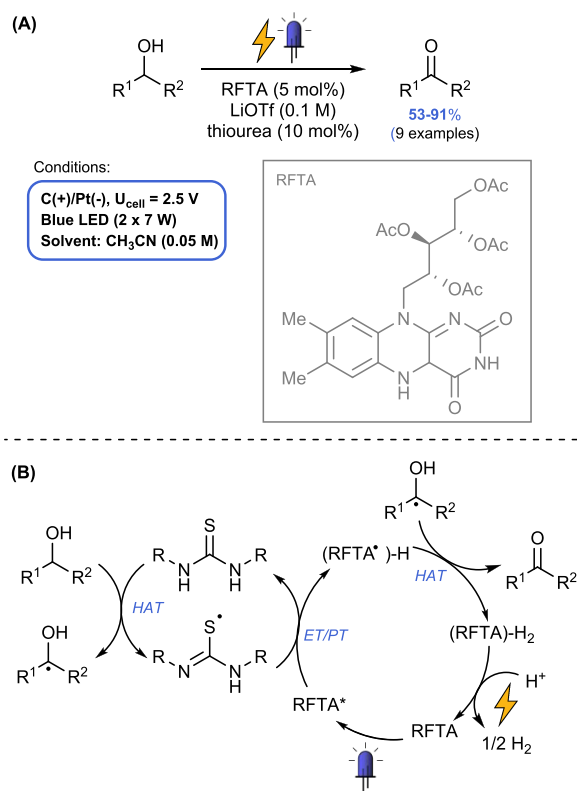 (A)
OH
R¹ R²
RFTA (5 mol%)
LiOTf (0.1 M)
thiourea (10 mol%)
O
R¹ R²
53-91%
(9 examples)
Conditions:
C(+)/Pt(-), Ucell = 2.5 V
Blue LED (2 x 7 W)
Solvent: CH₃CN (0.05 M)
RFTA
OAc
AcO
OAc
OAc
Me
Me
N
N
O
NH
N
H
O
(B)
OH
R¹ R²
HAT
OH
R¹ • R²
S
R N H N H R
S•
R N N H R
ET/PT
RFTA*
(RFTA• )-H
OH
R¹ • R²
HAT
O
R¹ R²
(RFTA)-H₂
H⁺
1/2 H₂
RFTA